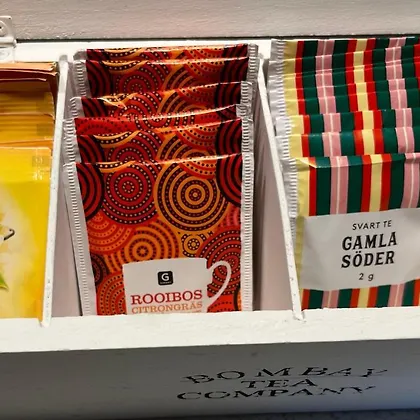 G
ROOIBOS
CITRONGRÄS
SVART TE
GAMLA
SÖDER
2 g
BOMBAY
TEA
COMPANY